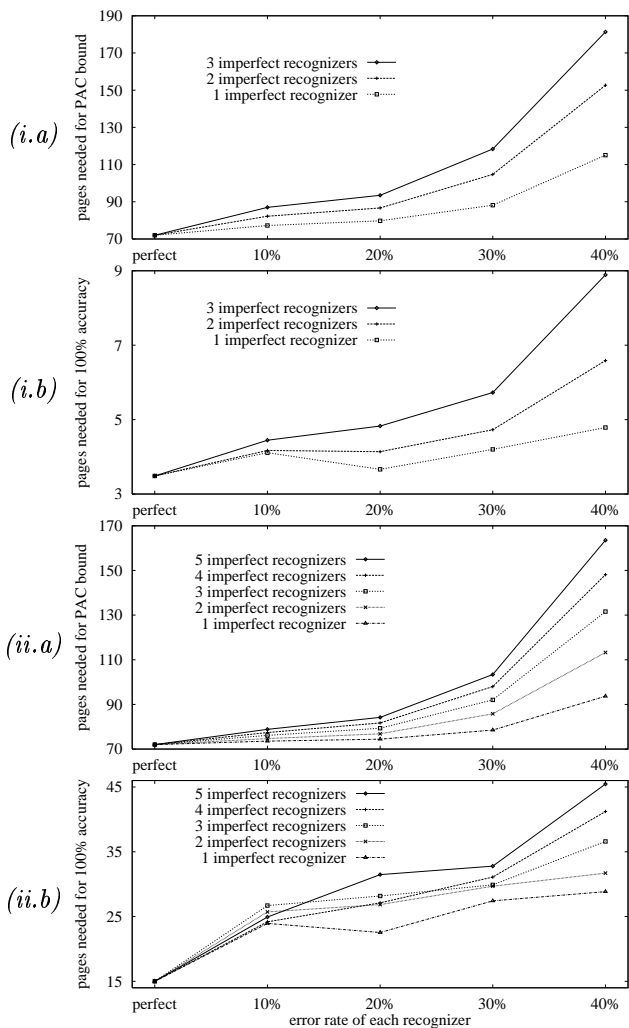 (i.a)
pages needed for PAC bound
190
170
150
130
110
90
70
3 imperfect recognizers
2 imperfect recognizers
1 imperfect recognizer
perfect 10% 20% 30% 40%
(i.b)
pages needed for 100% accuracy
9
7
5
3
3 imperfect recognizers
2 imperfect recognizers
1 imperfect recognizer
perfect 10% 20% 30% 40%
(ii.a)
pages needed for PAC bound
170
150
130
110
90
70
5 imperfect recognizers
4 imperfect recognizers
3 imperfect recognizers
2 imperfect recognizers
1 imperfect recognizer
perfect 10% 20% 30% 40%
(ii.b)
pages needed for 100% accuracy
45
35
25
15
5 imperfect recognizers
4 imperfect recognizers
3 imperfect recognizers
2 imperfect recognizers
1 imperfect recognizer
perfect 10% 20% 30% 40%
error rate of each recognizer